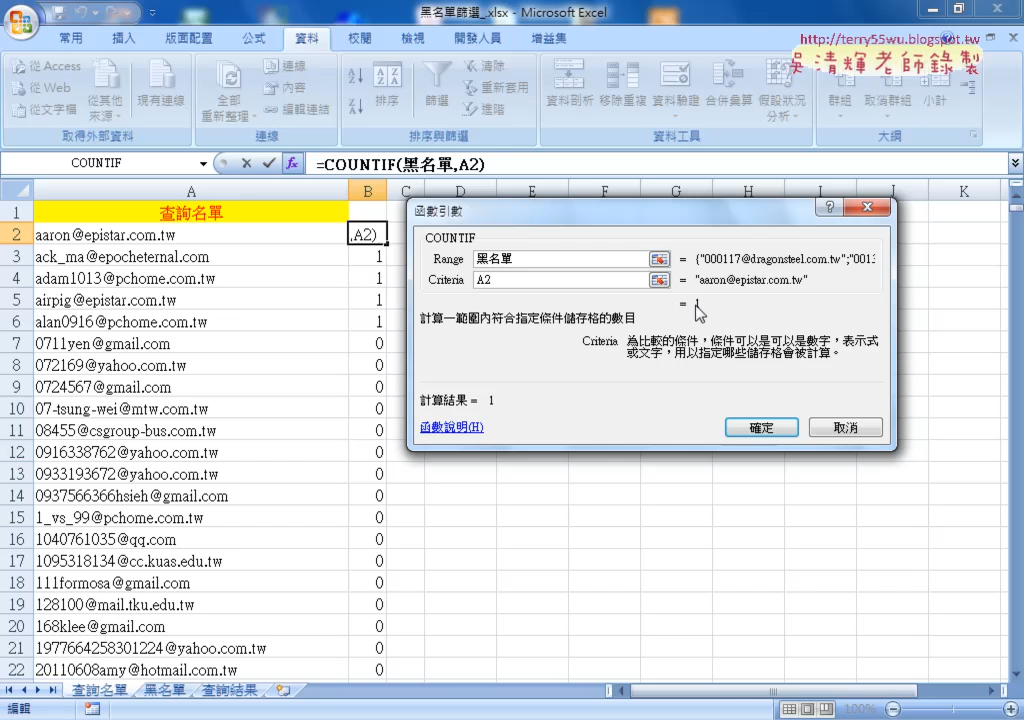 黑名單篩選_.xlsx - Microsoft Excel
常用 插入 版面配置 公式 資料 校閱 檢視 開發人員 增益集
http://terry55wu.blogspot.tw
吳清輝老師錄製
從 Access
從 Web
從文字檔
從其他
來源
現有連線
取得外部資料
全部
重新整理
連線
內容
編輯連結
連線
排序
篩選
清除
重新套用
進階
排序與篩選
資料剖析 移除重複 資料驗證 合併彙算 假設狀況
分析
資料工具
群組 取消群組 小計
大綱
COUNTIF
fx
=COUNTIF(黑名單,A2)
A B C D E F G H I J K
1 查詢名單
2 aaron@epistar.com.tw ,A2)
3 ack_ma@epocheternal.com 1
4 adam1013@pchome.com.tw 1
5 airpig@epistar.com.tw 1
6 alan0916@pchome.com.tw 1
7 0711yen@gmail.com 0
8 072169@yahoo.com.tw 0
9 0724567@gmail.com 0
10 07-tsung-wei@mtw.com.tw 0
11 08455@csgroup-bus.com.tw 0
12 0916338762@yahoo.com.tw 0
13 0933193672@yahoo.com.tw 0
14 0937566366hsieh@gmail.com 0
15 1_vs_99@pchome.com.tw 0
16 1040761035@qq.com 0
17 1095318134@cc.kuas.edu.tw 0
18 111formosa@gmail.com 0
19 128100@mail.tku.edu.tw 0
20 168klee@gmail.com 0
21 1977664258301224@yahoo.com.tw 0
22 20110608amy@hotmail.com.tw 0
函數引數
COUNTIF
Range 黑名單 = {"000117@dragonsteel.com.tw";"0013
Criteria A2 = "aaron@epistar.com.tw"
= 1
計算一範圍內符合指定條件儲存格的數目
Criteria 為比較的條件，條件可以是可以是數字，表示式
或文字，用以指定哪些儲存格會被計算。
計算結果 = 1
函數說明(H)
確定 取消
查詢名單 黑名單 查詢結果
編輯
100%